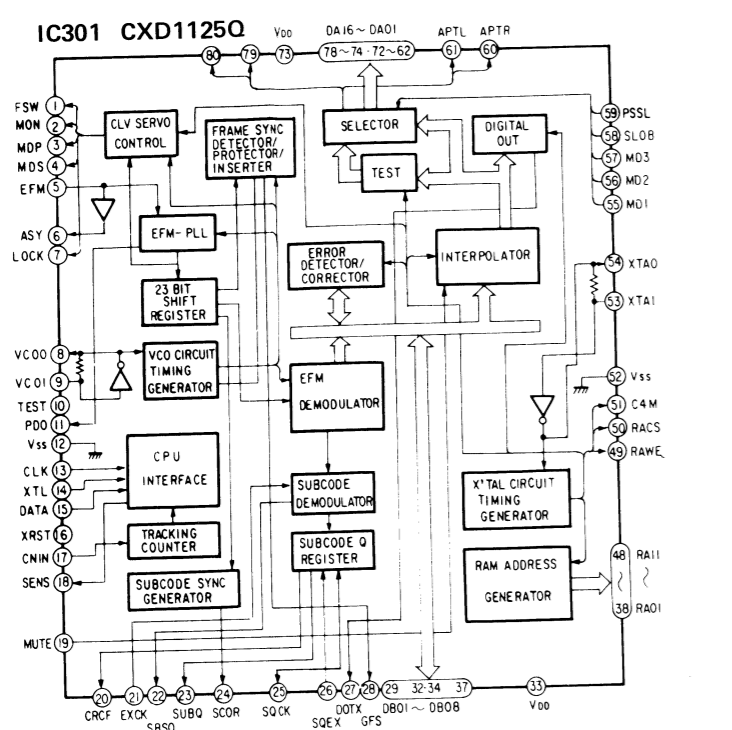 IC301 CXD1125Q
VDD
DA16~DA01
APTL
APTR
80
79
73
78~74·72~62
61
60
FSW
1
MON
2
MDP
3
MDS
4
EFM
5
ASY
6
LOCK
7
VCO0
8
VCO1
9
TEST
10
PDO
11
Vss
12
CLK
13
XTL
14
DATA
15
XRST
16
CNIN
17
SENS
18
MUTE
19
CLV SERVO
CONTROL
FRAME SYNC
DETECTOR/
PROTECTOR/
INSERTER
SELECTOR
DIGITAL
OUT
TEST
EFM-PLL
ERROR
DETECTOR/
CORRECTOR
INTERPOLATOR
23 BIT
SHIFT
REGISTER
VCO CIRCUIT
TIMING
GENERATOR
EFM
DEMODULATOR
CPU
INTERFACE
SUBCODE
DEMODULATOR
X'TAL CIRCUIT
TIMING
GENERATOR
TRACKING
COUNTER
SUBCODE Q
REGISTER
SUBCODE SYNC
GENERATOR
RAM ADDRESS
GENERATOR
59
PSSL
58
SLOB
57
MD3
56
MD2
55
MD1
54
XTAO
53
XTAI
52
Vss
51
C4M
50
RACS
49
RAWE
48
RA11
38
RA01
20
21
22
23
24
25
26
27
28
29
32·34
37
33
CRCF
EXCK
SBSO
SUBQ
SCOR
SQCK
SQEX
DOTX
GFS
DB01~DB08
VDD